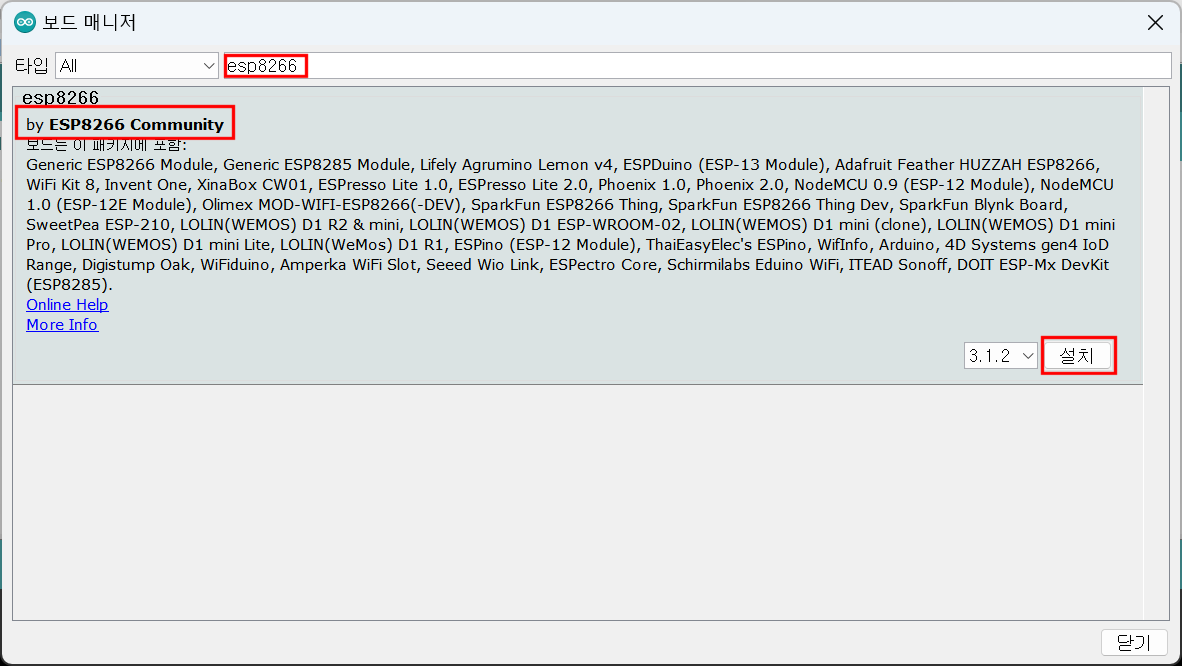 보드 매니저
타입 All esp8266
esp8266
by ESP8266 Community
보드는 이 패키지에 포함:
Generic ESP8266 Module, Generic ESP8285 Module, Lifely Agrumino Lemon v4, ESPDuino (ESP-13 Module), Adafruit Feather HUZZAH ESP8266,
WiFi Kit 8, Invent One, XinaBox CW01, ESPresso Lite 1.0, ESPresso Lite 2.0, Phoenix 1.0, Phoenix 2.0, NodeMCU 0.9 (ESP-12 Module), NodeMCU
1.0 (ESP-12E Module), Olimex MOD-WIFI-ESP8266(-DEV), SparkFun ESP8266 Thing, SparkFun ESP8266 Thing Dev, SparkFun Blynk Board,
SweetPea ESP-210, LOLIN(WEMOS) D1 R2 & mini, LOLIN(WEMOS) D1 ESP-WROOM-02, LOLIN(WEMOS) D1 mini (clone), LOLIN(WEMOS) D1 mini
Pro, LOLIN(WEMOS) D1 mini Lite, LOLIN(WeMos) D1 R1, ESPino (ESP-12 Module), ThaiEasyElec's ESPino, WifInfo, Arduino, 4D Systems gen4 IoD
Range, Digistump Oak, WiFiduino, Amperka WiFi Slot, Seeed Wio Link, ESPectro Core, Schirmilabs Eduino WiFi, ITEAD Sonoff, DOIT ESP-Mx DevKit
(ESP8285).
Online Help
More Info
3.1.2 설치
닫기